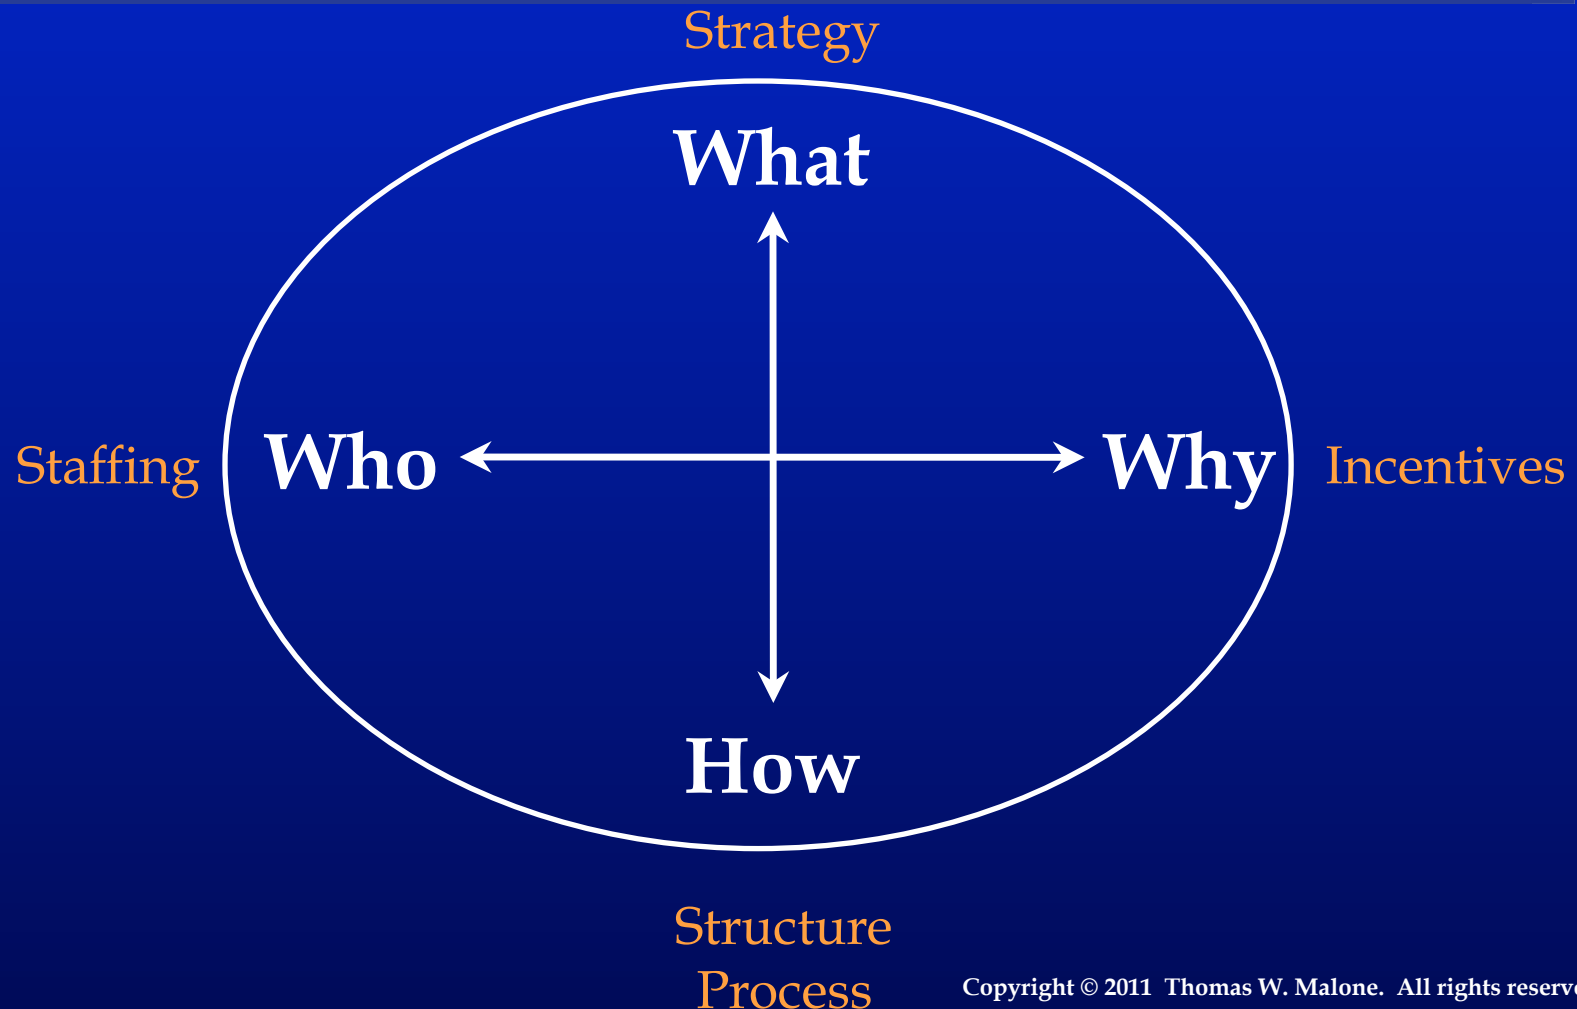 Strategy
What
Staffing
Who
Why
Incentives
How
Structure
Process
Copyright © 2011 Thomas W. Malone. All rights